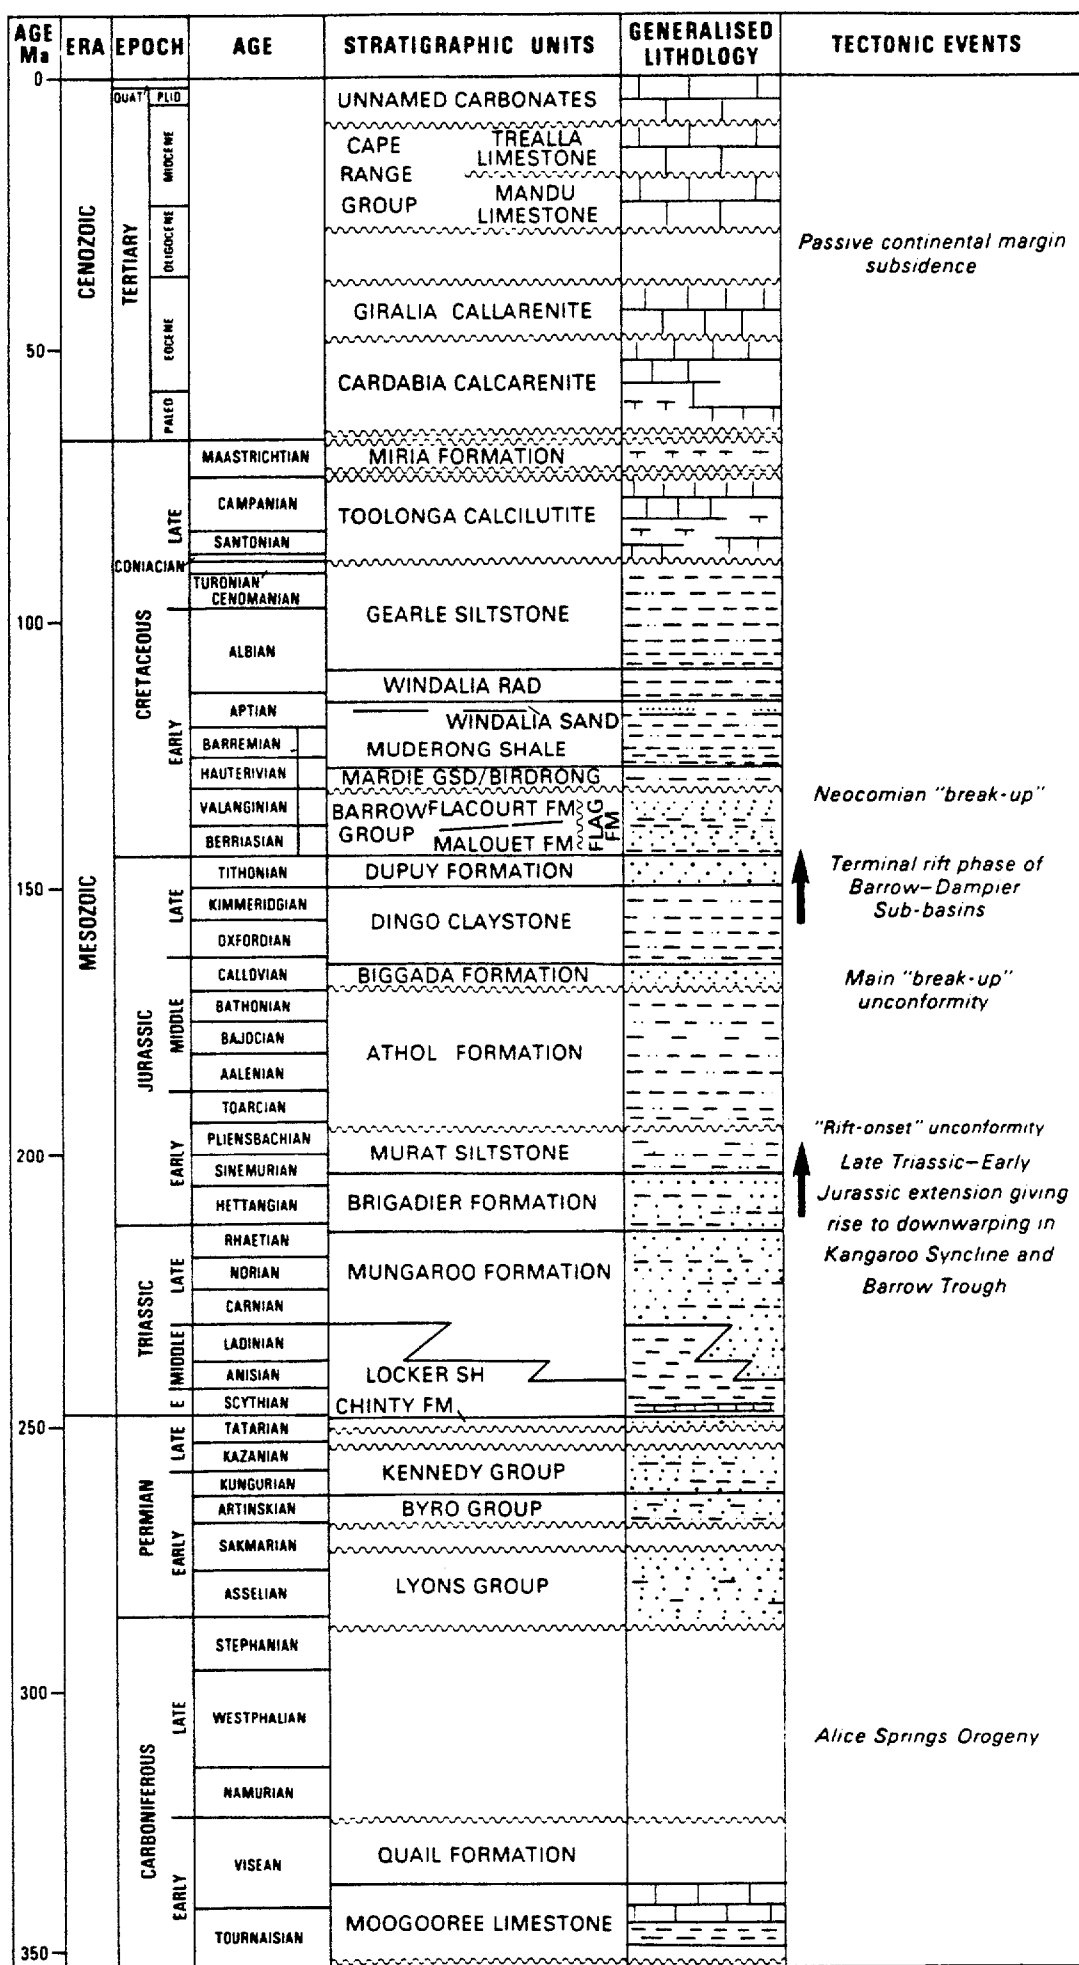 AGE Ma
ERA
EPOCH
AGE
STRATIGRAPHIC UNITS
GENERALISED LITHOLOGY
TECTONIC EVENTS
0
50
100
150
200
250
300
350
CENOZOIC
MESOZOIC
QUAT
TERTIARY
CRETACEOUS
JURASSIC
TRIASSIC
PERMIAN
CARBONIFEROUS
PLIO
MIOCENE
OLIGOCENE
EOCENE
PALEO
LATE
EARLY
LATE
MIDDLE
EARLY
LATE
MIDDLE
E
LATE
EARLY
LATE
EARLY
MAASTRICHTIAN
CAMPANIAN
SANTONIAN
CONIACIAN
TURONIAN
CENOMANIAN
ALBIAN
APTIAN
BARREMIAN
HAUTERIVIAN
VALANGINIAN
BERRIASIAN
TITHONIAN
KIMMERIDGIAN
OXFORDIAN
CALLOVIAN
BATHONIAN
BAJOCIAN
AALENIAN
TOARCIAN
PLIENSBACHIAN
SINEMURIAN
HETTANGIAN
RHAETIAN
NORIAN
CARNIAN
LADINIAN
ANISIAN
SCYTHIAN
TATARIAN
KAZANIAN
KUNGURIAN
ARTINSKIAN
SAKMARIAN
ASSELIAN
STEPHANIAN
WESTPHALIAN
NAMURIAN
VISEAN
TOURNAISIAN
UNNAMED CARBONATES
CAPE
RANGE
GROUP
TREALLA
LIMESTONE
MANDU
LIMESTONE
GIRALIA CALLARENITE
CARDABIA CALCARENITE
MIRIA FORMATION
TOOLONGA CALCILUTITE
GEARLE SILTSTONE
WINDALIA RAD
WINDALIA SAND
MUDERONG SHALE
MARDIE GSD/BIRDRONG
BARROW
GROUP
FLACOURT FM
MALOUET FM
FLAG
FM
DUPUY FORMATION
DINGO CLAYSTONE
BIGGADA FORMATION
ATHOL FORMATION
MURAT SILTSTONE
BRIGADIER FORMATION
MUNGAROO FORMATION
LOCKER SH
CHINTY FM
KENNEDY GROUP
BYRO GROUP
LYONS GROUP
QUAIL FORMATION
MOOGOOREE LIMESTONE
Passive continental margin
subsidence
Neocomian "break-up"
Terminal rift phase of
Barrow–Dampier
Sub-basins
Main "break-up"
unconformity
"Rift-onset" unconformity
Late Triassic–Early
Jurassic extension giving
rise to downwarping in
Kangaroo Syncline and
Barrow Trough
Alice Springs Orogeny